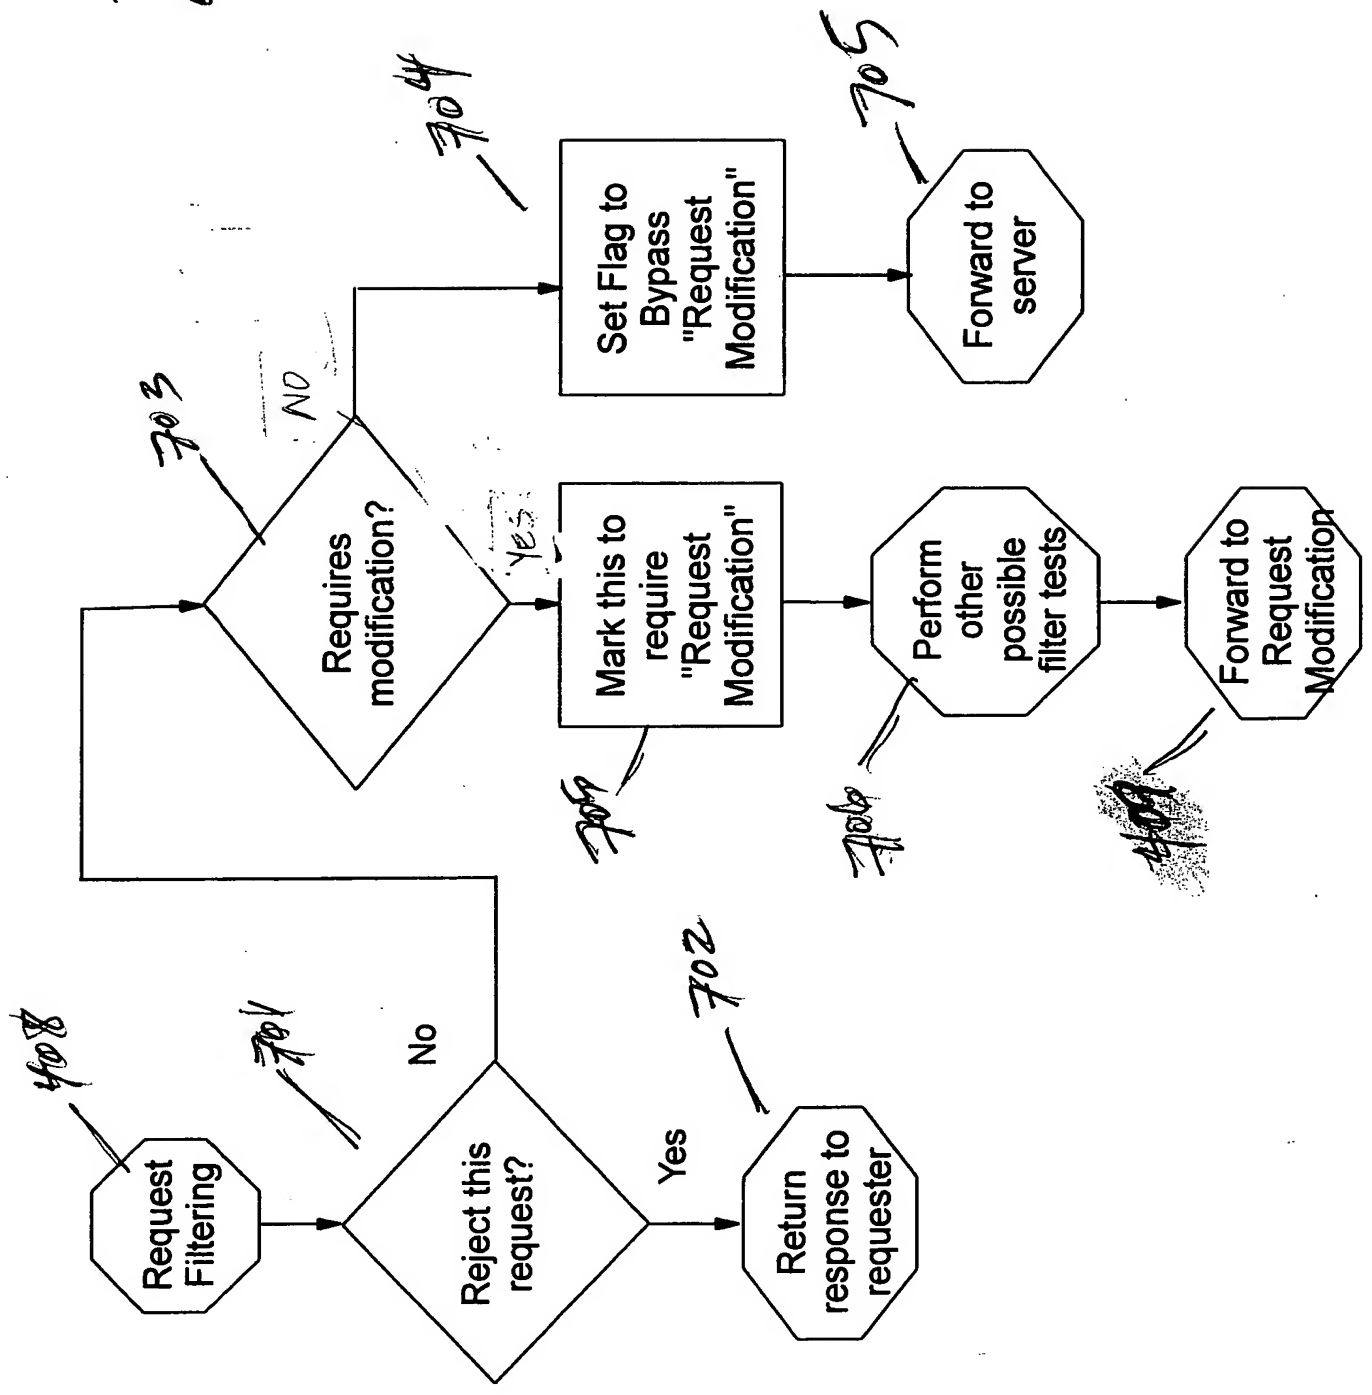 408
Request
Filtering
701
Reject this
request?
No
Yes
702
Return
response to
requester
703
Requires
modification?
NO
YES
704
Set Flag to
Bypass
"Request
Modification"
705
Forward to
server
705
Mark this to
require
"Request
Modification"
706
Perform
other
possible
filter tests
409
Forward to
Request
Modification